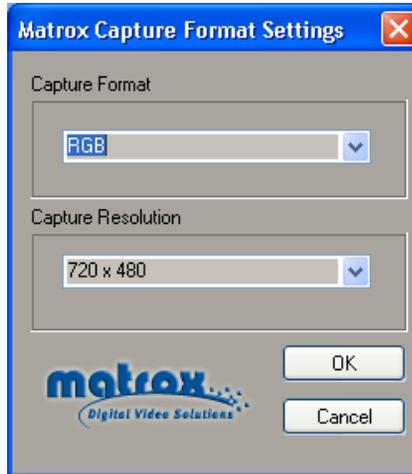 Matrox Capture Format Settings
Capture Format
RGB
Capture Resolution
720 x 480
matrox
Digital Video Solutions
OK
Cancel